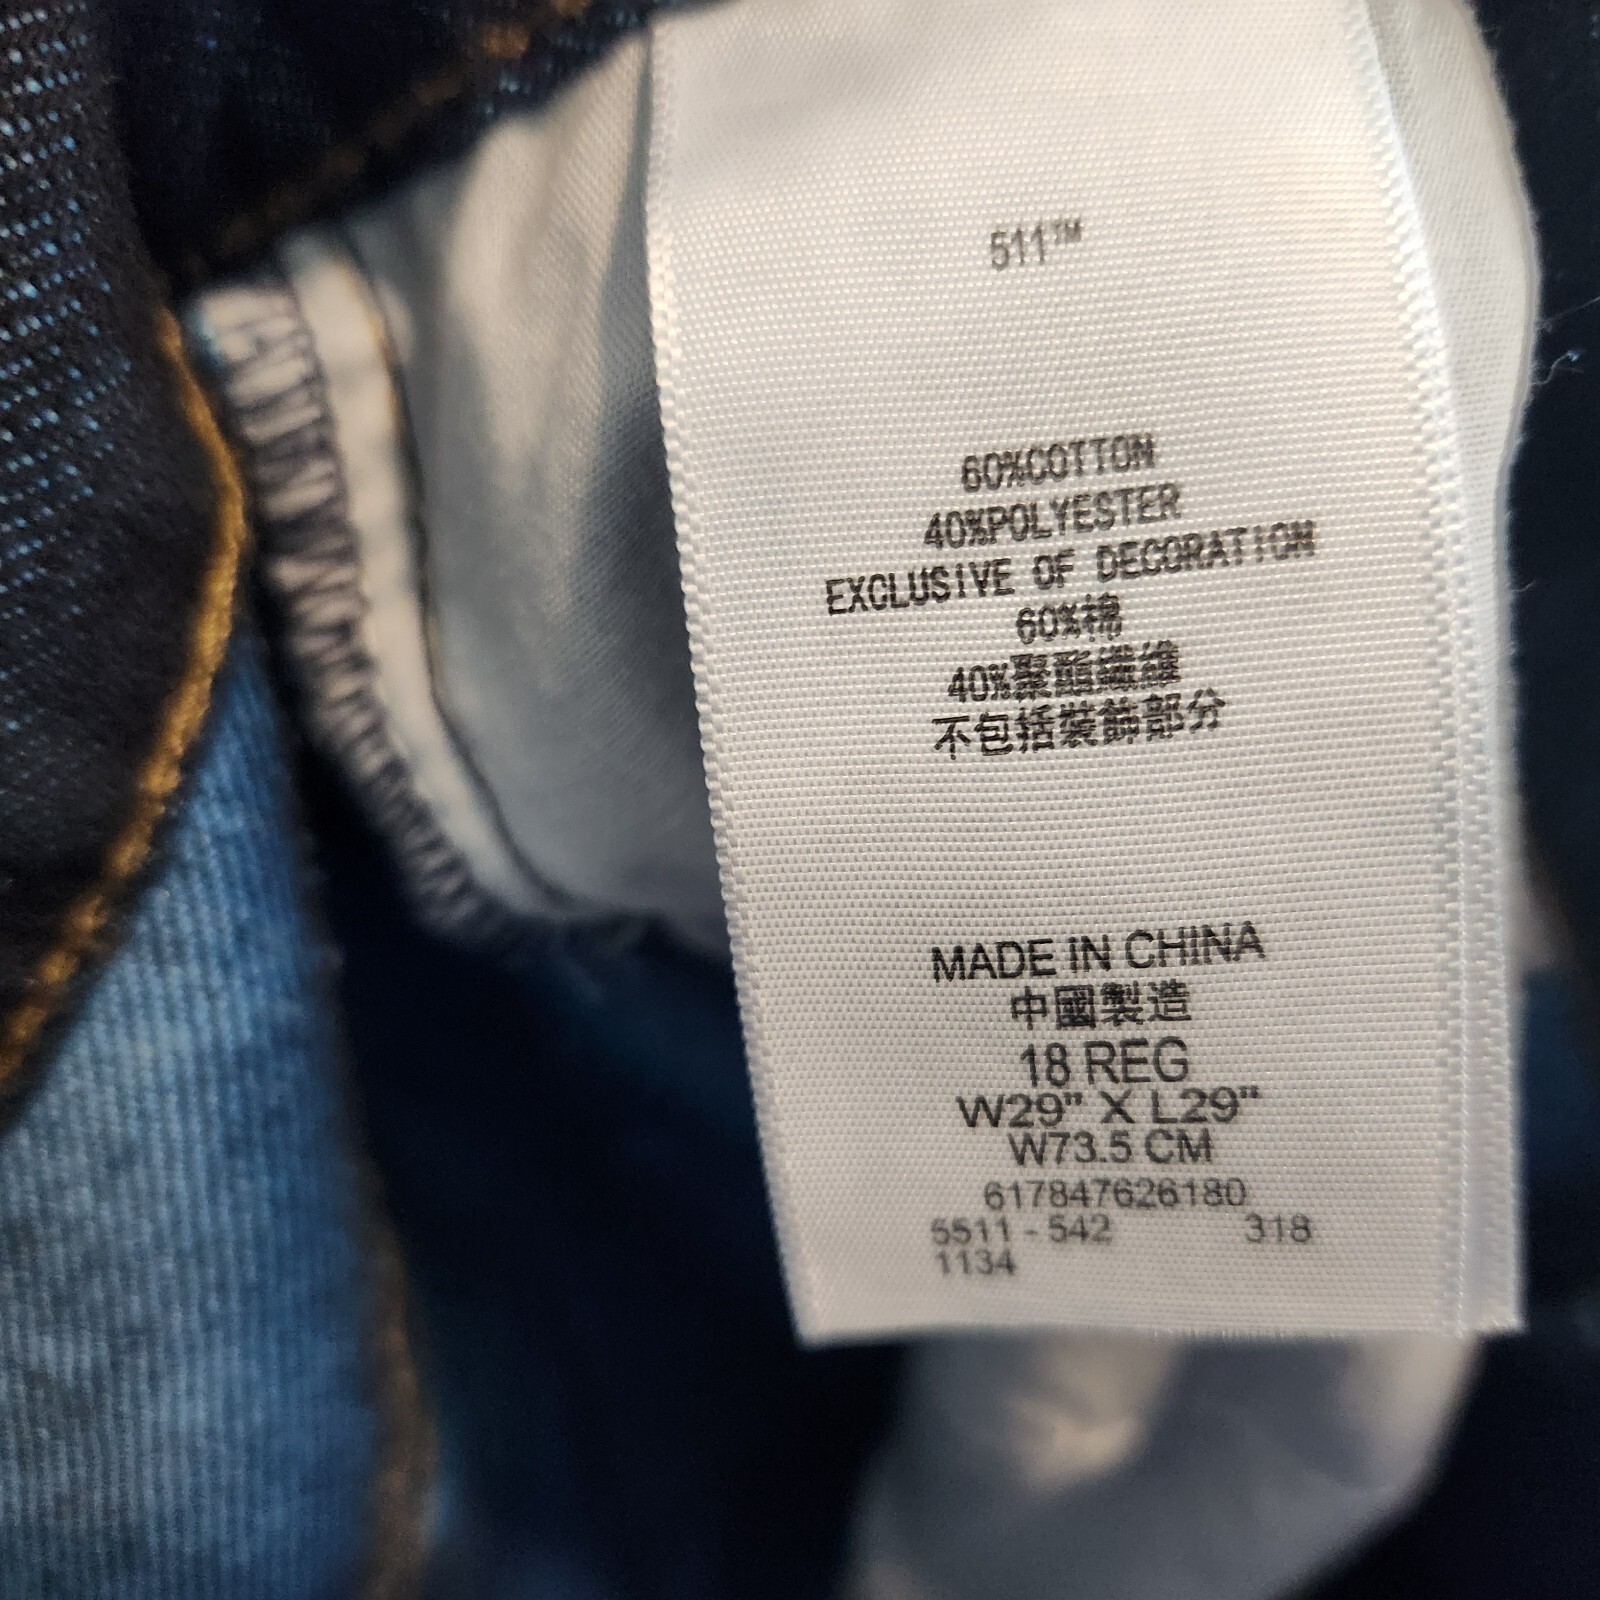 511™
60%COTTON
40%POLYESTER
EXCLUSIVE OF DECORATION
60%棉
40%聚酯纖維
不包括裝飾部分
MADE IN CHINA
中國製造
18 REG
W29" X L29"
W73.5 CM
617847626180
5511 - 542 318
1134